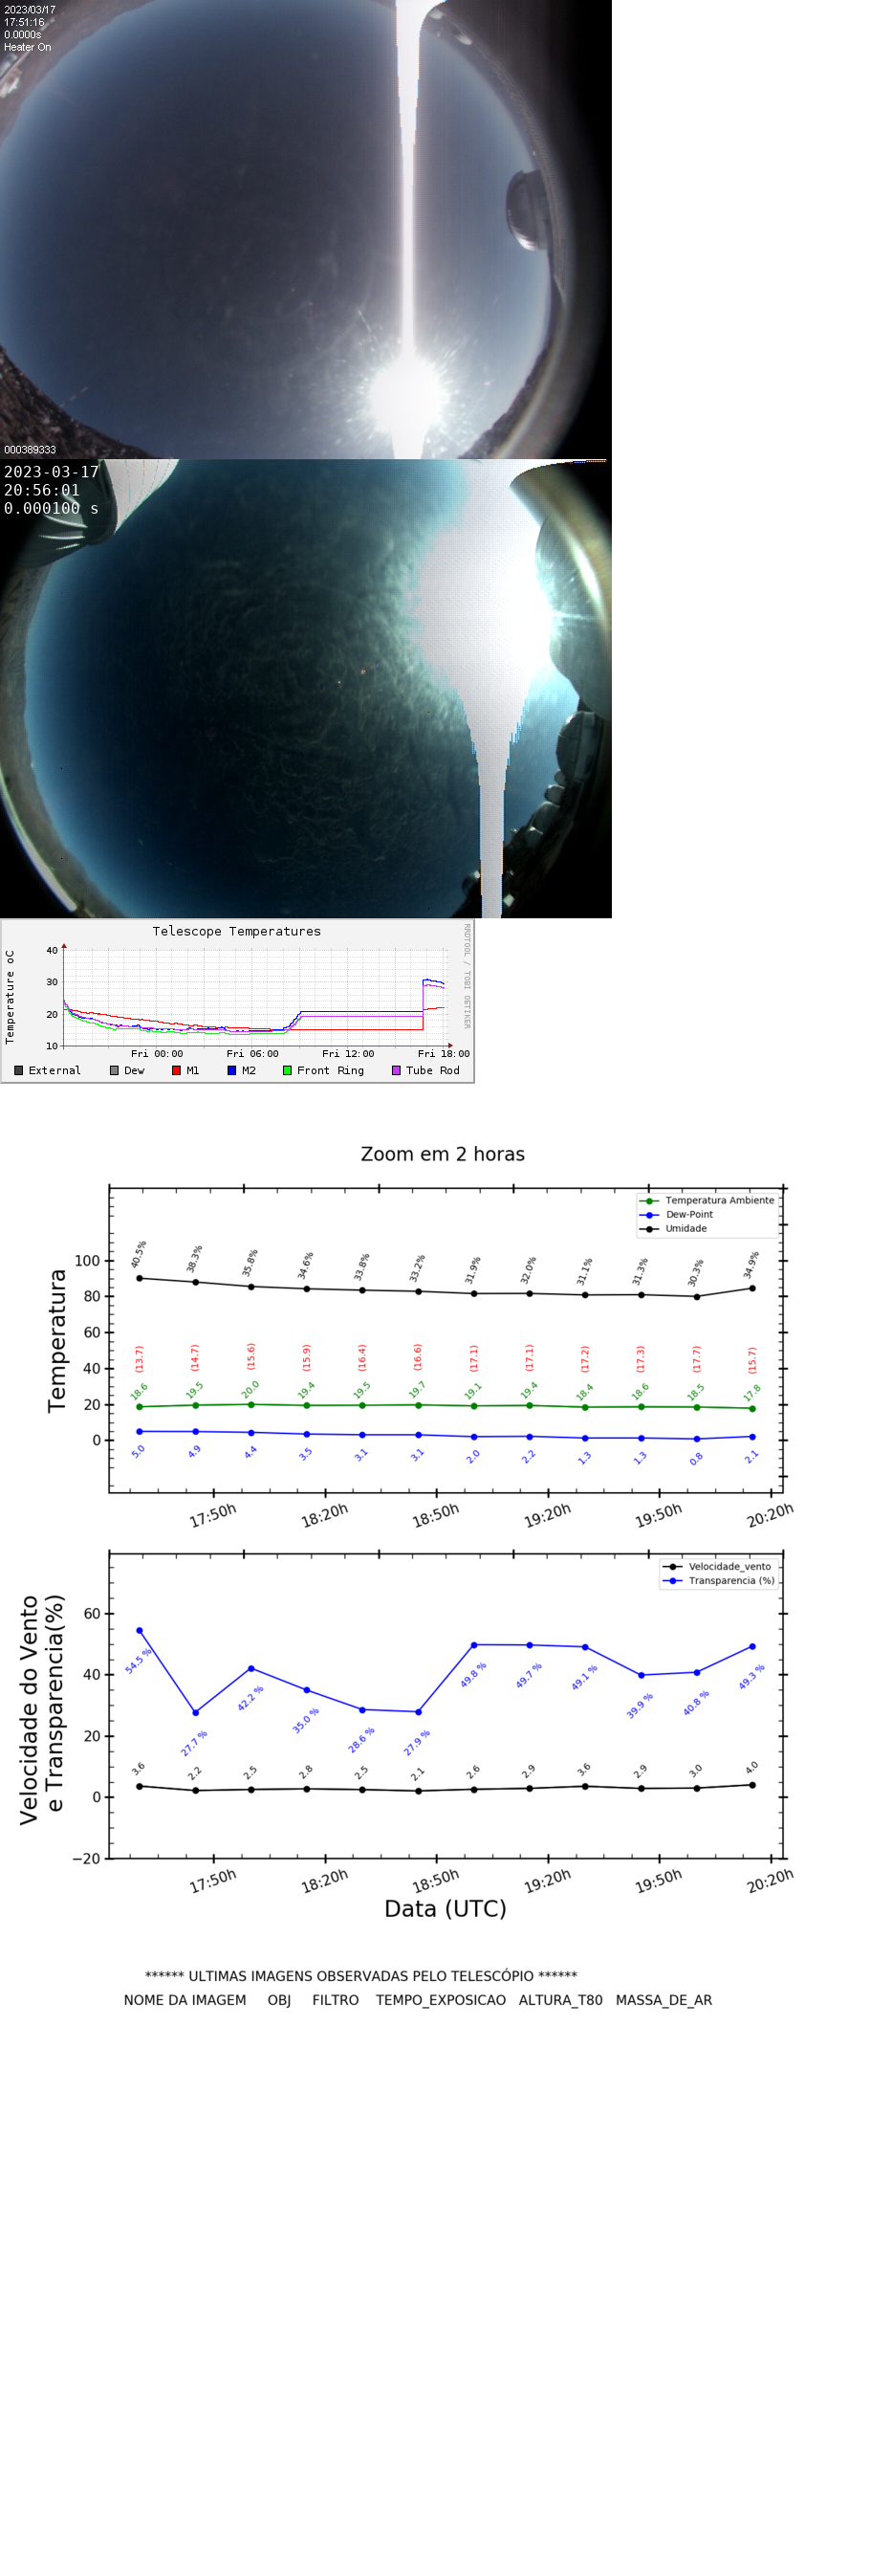 2023/03/17
17:51:16
0.0000s
Heater On
000389333
2023-03-17
20:56:01
0.000100 s
Telescope Temperatures
RRDTOOL / TOBI OETIKER
Temperature oC
40
30
20
10
Fri 00:00 Fri 06:00 Fri 12:00 Fri 18:00
External Dew M1 M2 Front Ring Tube Rod
Zoom em 2 horas
Temperatura Ambiente
Dew-Point
Umidade
Temperatura
100
80
60
40
20
0
40.5% 38.3% 35.8% 34.6% 33.8% 33.2% 31.9% 32.0% 31.1% 31.3% 30.3% 34.9%
(13.7) (14.7) (15.6) (15.9) (16.4) (16.6) (17.1) (17.1) (17.2) (17.3) (17.7) (15.7)
18.6 19.5 20.0 19.4 19.5 19.7 19.1 19.4 18.4 18.6 18.5 17.8
5.0 4.9 4.4 3.5 3.1 3.1 2.0 2.2 1.3 1.3 0.8 2.1
17:50h 18:20h 18:50h 19:20h 19:50h 20:20h
Velocidade_vento
Transparencia (%)
Velocidade do Vento
e Transparencia(%)
60
40
20
0
−20
54.5 % 27.7 % 42.2 % 35.0 % 28.6 % 27.9 % 49.8 % 49.7 % 49.1 % 39.9 % 40.8 % 49.3 %
3.6 2.2 2.5 2.8 2.5 2.1 2.6 2.9 3.6 2.9 3.0 4.0
17:50h 18:20h 18:50h 19:20h 19:50h 20:20h
Data (UTC)
****** ULTIMAS IMAGENS OBSERVADAS PELO TELESCÓPIO ******
NOME DA IMAGEM OBJ FILTRO TEMPO_EXPOSICAO ALTURA_T80 MASSA_DE_AR